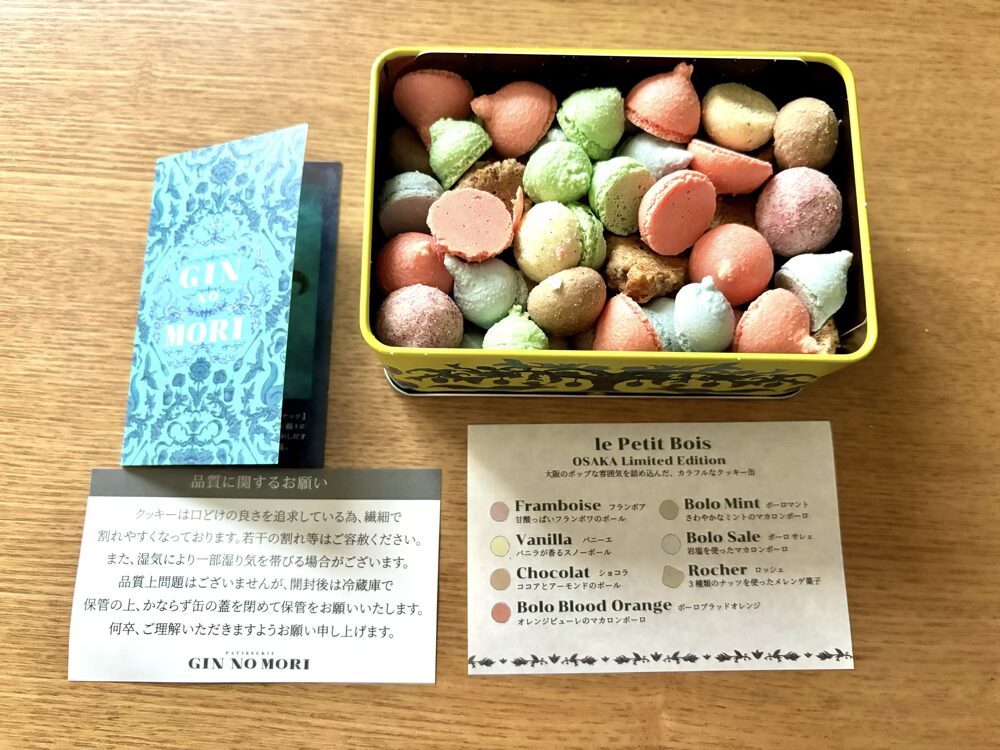 GIN
NO
MORI
品質に関するお願い
クッキーは口どけの良さを追求している為、繊細で
割れやすくなっております。若干の割れ等はご容赦ください。
また、湿気により一部湿り気を帯びる場合がございます。
品質上問題はございませんが、開封後は冷蔵庫で
保管の上、かならず缶の蓋を閉めて保管をお願いいたします。
何卒、ご理解いただきますようお願い申し上げます。
PATISSERIE
GIN NO MORI
le Petit Bois
OSAKA Limited Edition
大阪のポップな雰囲気を詰め込んだ、カラフルなクッキー缶
Framboise フランボア
甘酸っぱいフランボワのボール
Vanilla バニーエ
バニラが香るスノーボール
Chocolat ショコラ
ココアとアーモンドのボール
Bolo Blood Orange ボーロブラッドオレンジ
オレンジピューレのマカロンボーロ
Bolo Mint ボーロマント
さわやかなミントのマカロンボーロ
Bolo Sale ボーロ サレェ
岩塩を使ったマカロンボーロ
Rocher ロッシェ
3種類のナッツを使ったメレンゲ菓子